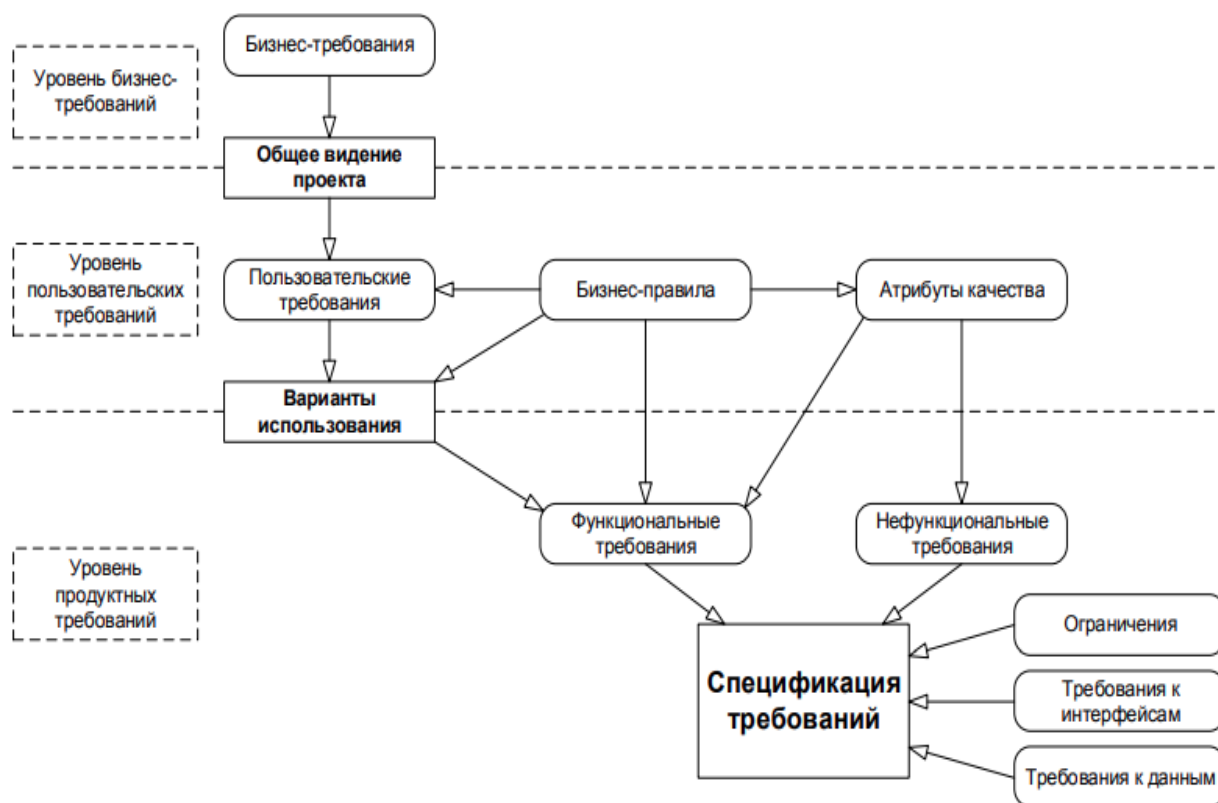 Бизнес-требования
Уровень бизнес-
требований
Общее видение
проекта
Уровень
пользовательских
требований
Пользовательские
требования
Бизнес-правила
Атрибуты качества
Варианты
использования
Функциональные
требования
Нефункциональные
требования
Уровень
продуктных
требований
Спецификация
требований
Ограничения
Требования к
интерфейсам
Требования к данным